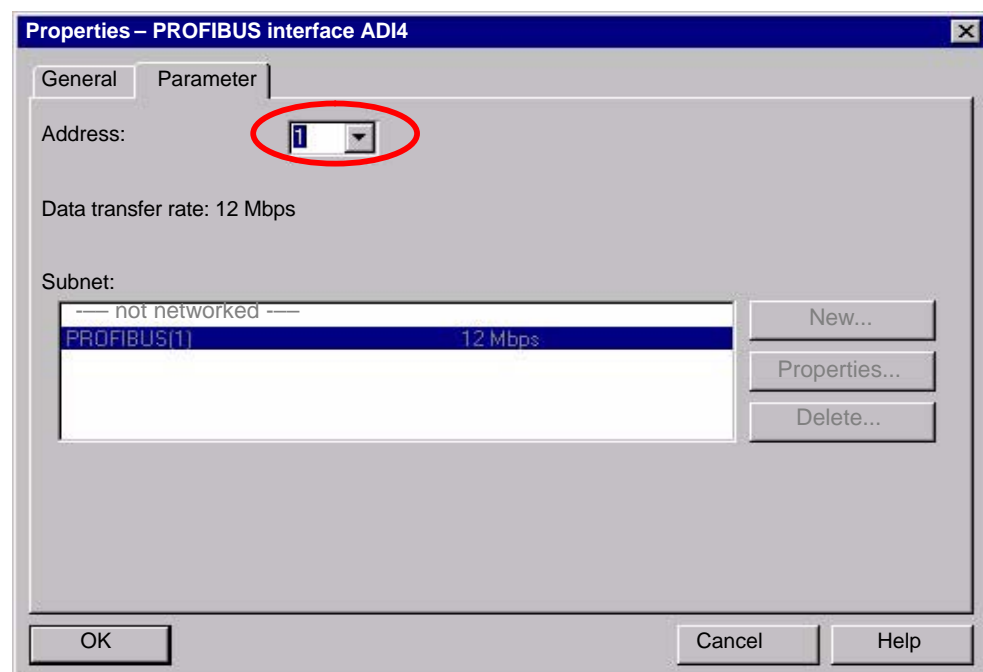 Properties – PROFIBUS interface ADI4
General Parameter
Address: 1
Data transfer rate: 12 Mbps
Subnet:
-–– not networked -––
PROFIBUS(1) 12 Mbps
New...
Properties...
Delete...
OK Cancel Help